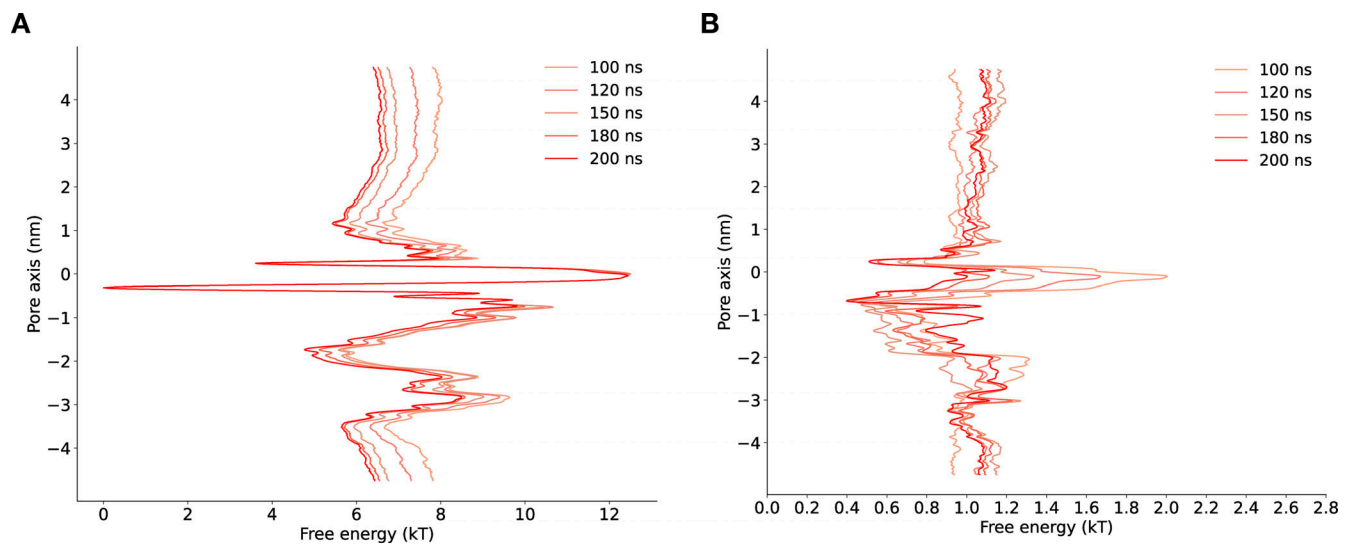 A
100 ns
120 ns
150 ns
180 ns
200 ns
4
3
2
1
0
−1
−2
−3
−4
Pore axis (nm)
0 2 4 6 8 10 12
Free energy (kT)
B
100 ns
120 ns
150 ns
180 ns
200 ns
4
3
2
1
0
−1
−2
−3
−4
Pore axis (nm)
0.0 0.2 0.4 0.6 0.8 1.0 1.2 1.4 1.6 1.8 2.0 2.2 2.4 2.6 2.8
Free energy (kT)